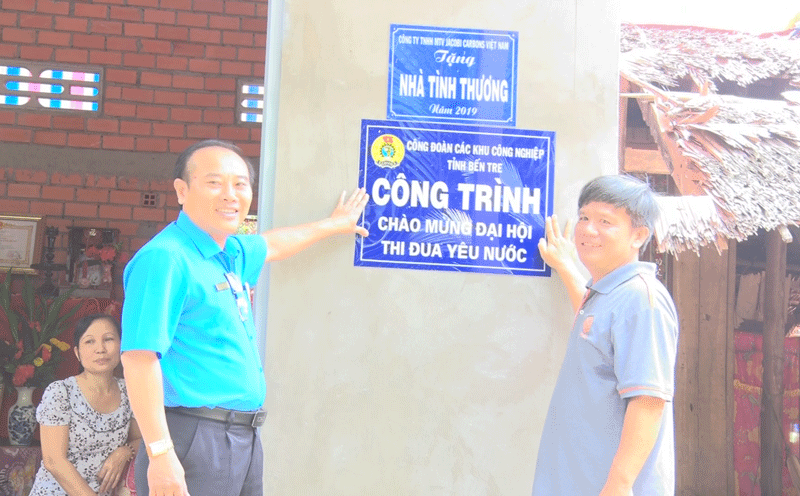 CÔNG TY TNHH MTV JACOBI CARBONS VIỆT NAM
Tặng
NHÀ TÌNH THƯƠNG
Năm 2019
CÔNG ĐOÀN CÁC KHU CÔNG NGHIỆP
TỈNH BẾN TRE
CÔNG TRÌNH
CHÀO MỪNG ĐẠI HỘI
THI ĐUA YÊU NƯỚC